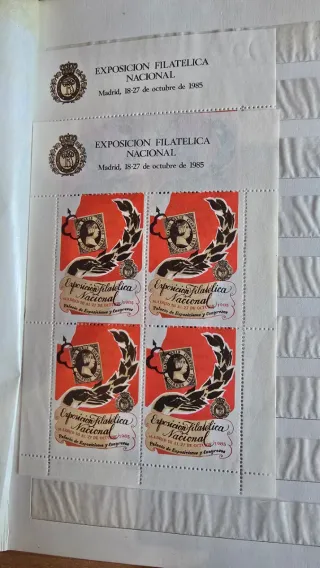 EXPOSICION FILATELICA
NACIONAL
Madrid, 18-27 de octubre de 1985
EXPOSICION FILATELICA
NACIONAL
Madrid, 18-27 de octubre de 1985
Exposición Filatélica
Nacional
Palacio de Exposiciones y Congresos
Exposición Filatélica
Nacional
Palacio de Exposiciones y Congresos
Exposición Filatélica
Nacional
Palacio de Exposiciones y Congresos
Exposición Filatélica
Nacional
Palacio de Exposiciones y Congresos